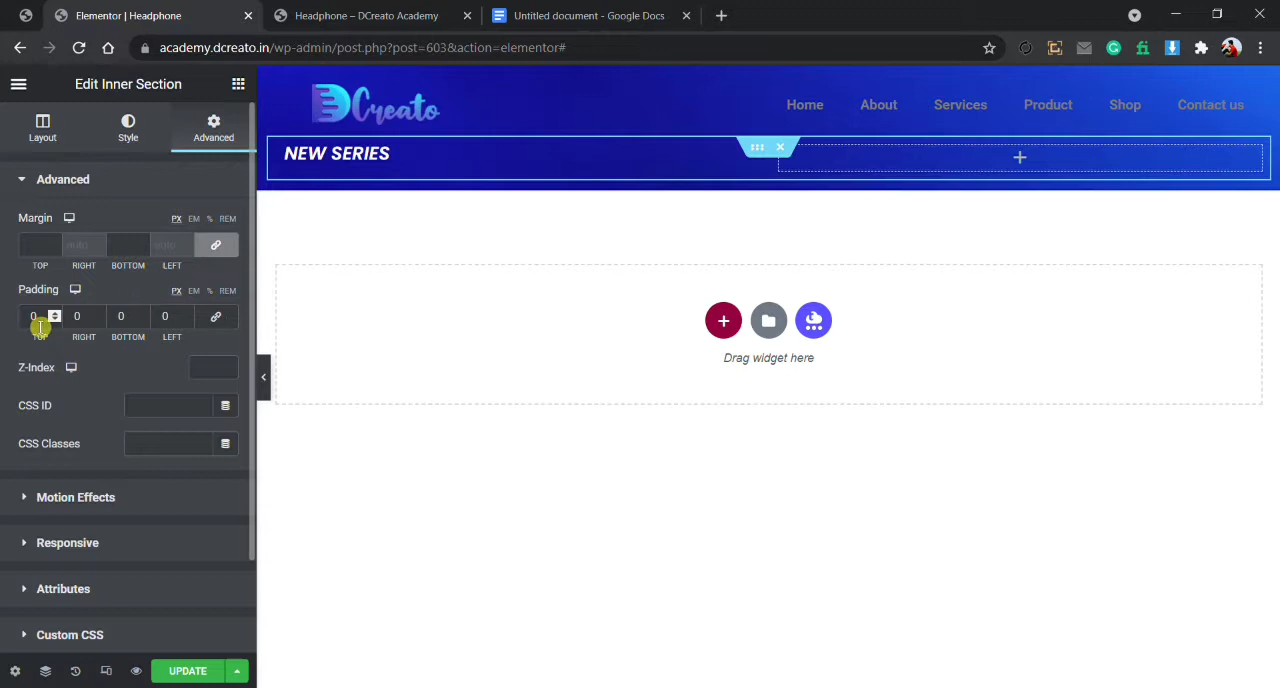 Elementor | Headphone
Headphone – DCreato Academy
Untitled document - Google Docs
academy.dcreato.in/wp-admin/post.php?post=603&action=elementor#
Edit Inner Section
Layout
Style
Advanced
DCreato
Home
About
Services
Product
Shop
Contact us
NEW SERIES
Advanced
Margin
PX EM % REM
auto auto
TOP RIGHT BOTTOM LEFT
Padding
PX EM % REM
0 0 0 0
TOP RIGHT BOTTOM LEFT
Z-Index
CSS ID
CSS Classes
Motion Effects
Responsive
Attributes
Custom CSS
UPDATE
Drag widget here